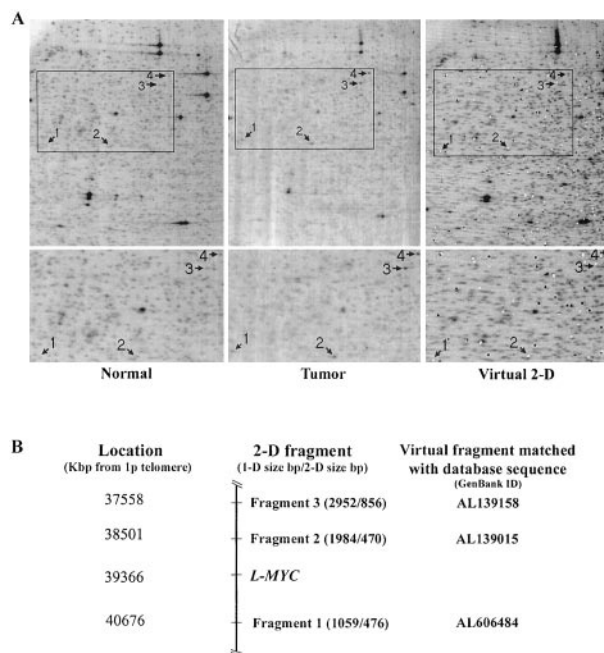 A
4
3
1
2
4
3
1
2
4
3
1
2
4
3
1
2
4
3
1
2
4
3
1
2
Normal
Tumor
Virtual 2-D
B
Location
(Kbp from 1p telomere)
2-D fragment
(1-D size bp/2-D size bp)
Virtual fragment matched
with database sequence
(GenBank ID)
37558
Fragment 3 (2952/856)
AL139158
38501
Fragment 2 (1984/470)
AL139015
39366
L-MYC
40676
Fragment 1 (1059/476)
AL606484